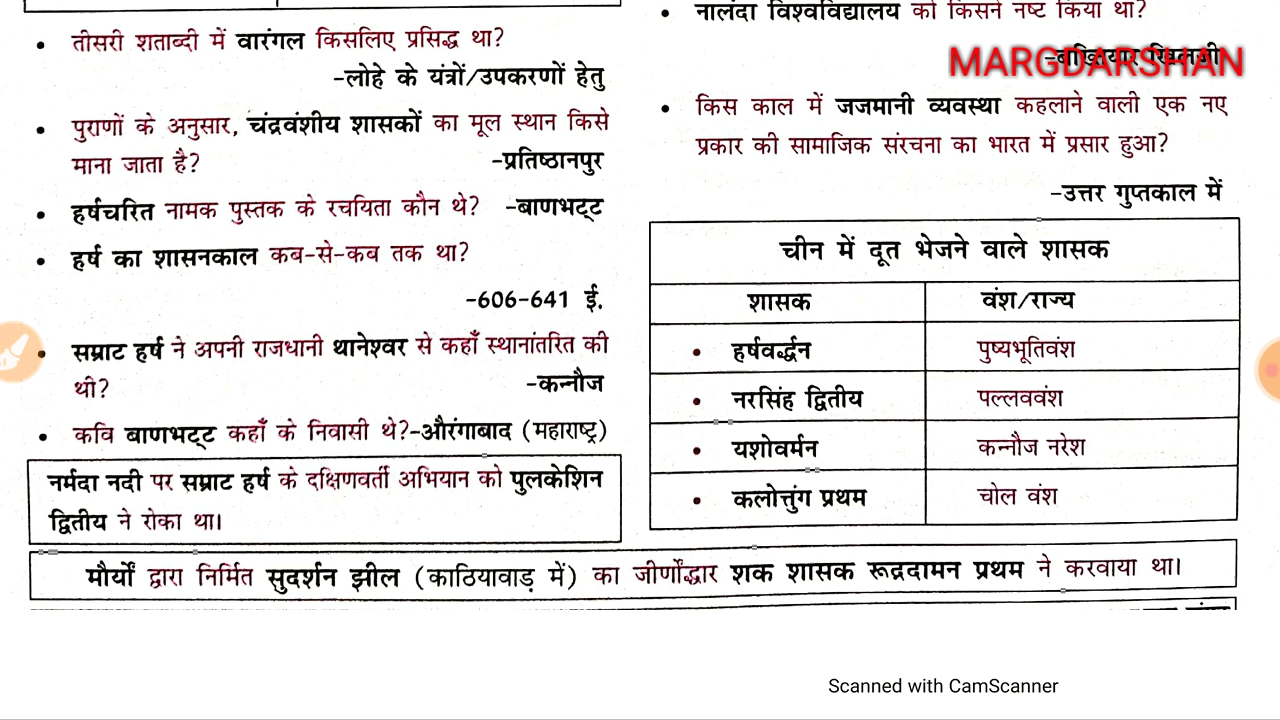 • तीसरी शताब्दी में वारंगल किसलिए प्रसिद्ध था?
-लोहे के यंत्रों/उपकरणों हेतु
• पुराणों के अनुसार, चंद्रवंशीय शासकों का मूल स्थान किसे
माना जाता है? -प्रतिष्ठानपुर
• हर्षचरित नामक पुस्तक के रचयिता कौन थे? -बाणभट्ट
• हर्ष का शासनकाल कब-से-कब तक था?
-606-641 ई.
• सम्राट हर्ष ने अपनी राजधानी थानेश्वर से कहाँ स्थानांतरित की
थी? -कन्नौज
• कवि बाणभट्ट कहाँ के निवासी थे?-औरंगाबाद (महाराष्ट्र)
नर्मदा नदी पर सम्राट हर्ष के दक्षिणवर्ती अभियान को पुलकेशिन
द्वितीय ने रोका था।
• नालंदा विश्वविद्यालय को किसने नष्ट किया था?
-बख्तियार खिलजी
MARGDARSHAN
• किस काल में जजमानी व्यवस्था कहलाने वाली एक नए
प्रकार की सामाजिक संरचना का भारत में प्रसार हुआ?
-उत्तर गुप्तकाल में
चीन में दूत भेजने वाले शासक
शासक वंश/राज्य
• हर्षवर्द्धन पुष्यभूतिवंश
• नरसिंह द्वितीय पल्लववंश
• यशोवर्मन कन्नौज नरेश
• कलोत्तुंग प्रथम चोल वंश
मौर्यों द्वारा निर्मित सुदर्शन झील (काठियावाड़ में) का जीर्णोद्धार शक शासक रूद्रदामन प्रथम ने करवाया था।
Scanned with CamScanner